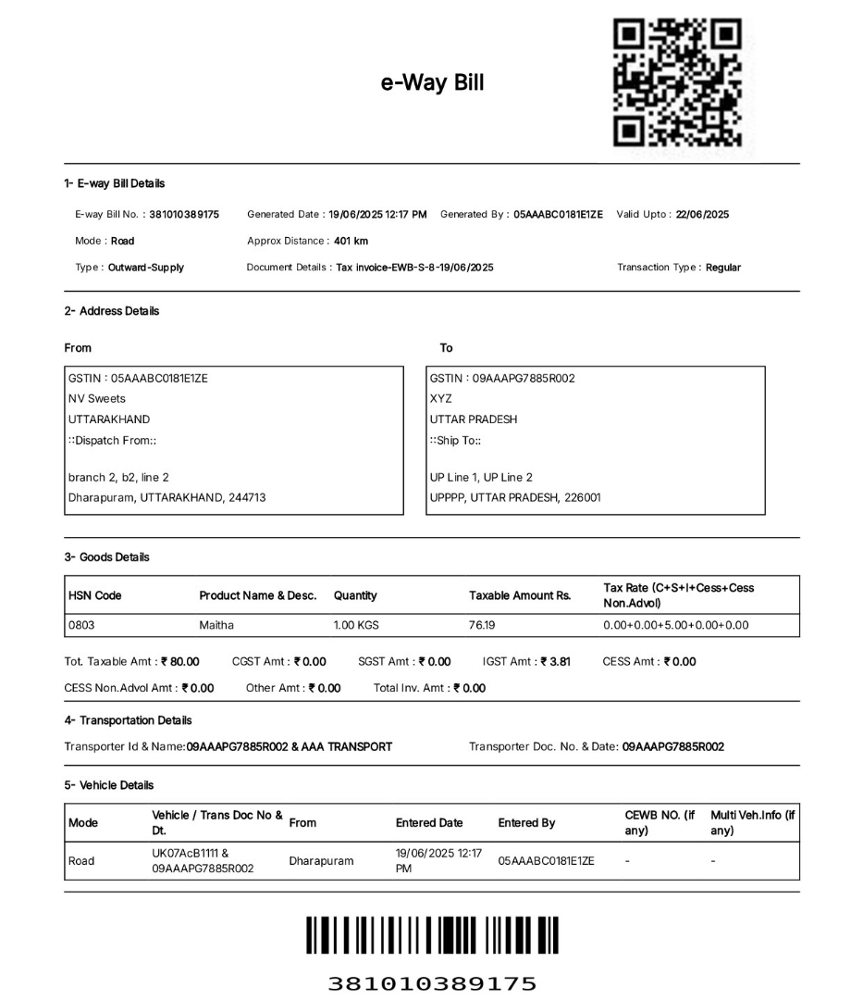 e-Way Bill
1- E-way Bill Details
E-way Bill No. : 381010389175 Generated Date : 19/06/2025 12:17 PM Generated By : 05AAABC0181E1ZE Valid Upto : 22/06/2025
Mode : Road Approx Distance : 401 km
Type : Outward-Supply Document Details : Tax invoice-EWB-S-8-19/06/2025 Transaction Type : Regular
2- Address Details
From To
GSTIN : 05AAABC0181E1ZE
NV Sweets
UTTARAKHAND
::Dispatch From::
branch 2, b2, line 2
Dharapuram, UTTARAKHAND, 244713
GSTIN : 09AAAPG7885R002
XYZ
UTTAR PRADESH
::Ship To::
UP Line 1, UP Line 2
UPPPP, UTTAR PRADESH, 226001
3- Goods Details
HSN Code Product Name & Desc. Quantity Taxable Amount Rs. Tax Rate (C+S+I+Cess+Cess
Non.Advol)
0803 Maitha 1.00 KGS 76.19 0.00+0.00+5.00+0.00+0.00
Tot. Taxable Amt : ₹ 80.00 CGST Amt : ₹ 0.00 SGST Amt : ₹ 0.00 IGST Amt : ₹ 3.81 CESS Amt : ₹ 0.00
CESS Non.Advol Amt : ₹ 0.00 Other Amt : ₹ 0.00 Total Inv. Amt : ₹ 0.00
4- Transportation Details
Transporter Id & Name:09AAAPG7885R002 & AAA TRANSPORT Transporter Doc. No. & Date: 09AAAPG7885R002
5- Vehicle Details
Mode Vehicle / Trans Doc No &
Dt. From Entered Date Entered By CEWB NO. (if
any) Multi Veh.Info (if
any)
Road UK07AcB1111 &
09AAAPG7885R002 Dharapuram 19/06/2025 12:17
PM 05AAABC0181E1ZE - -
381010389175